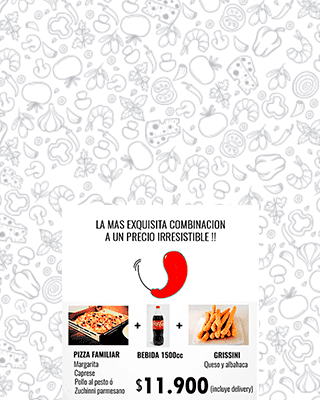 LA MAS EXQUISITA COMBINACION
A UN PRECIO IRRESISTIBLE !!
+
+
PIZZA FAMILIAR
Margarita
Caprese
Pollo al pesto ó
Zuchinni parmesano
BEBIDA 1500cc
GRISSINI
Queso y albahaca
$11.900 (incluye delivery)